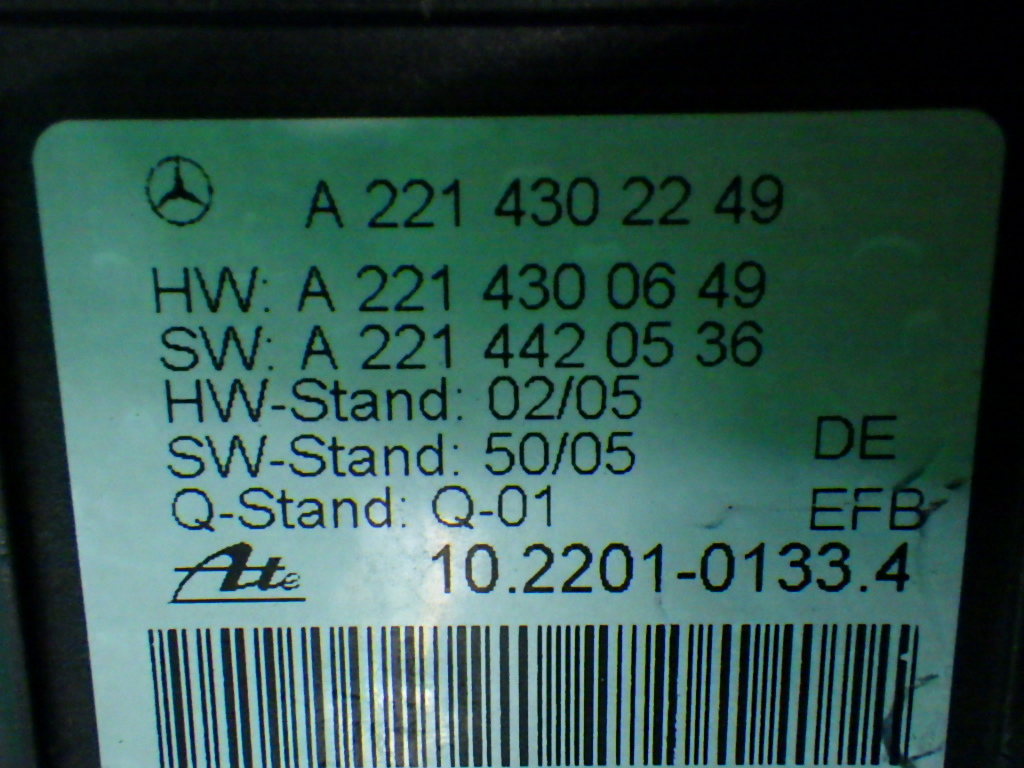 A 221 430 22 49
HW: A 221 430 06 49
SW: A 221 442 05 36
HW-Stand: 02/05
SW-Stand: 50/05
DE
Q-Stand: Q-01
EFB
Ate
10.2201-0133.4